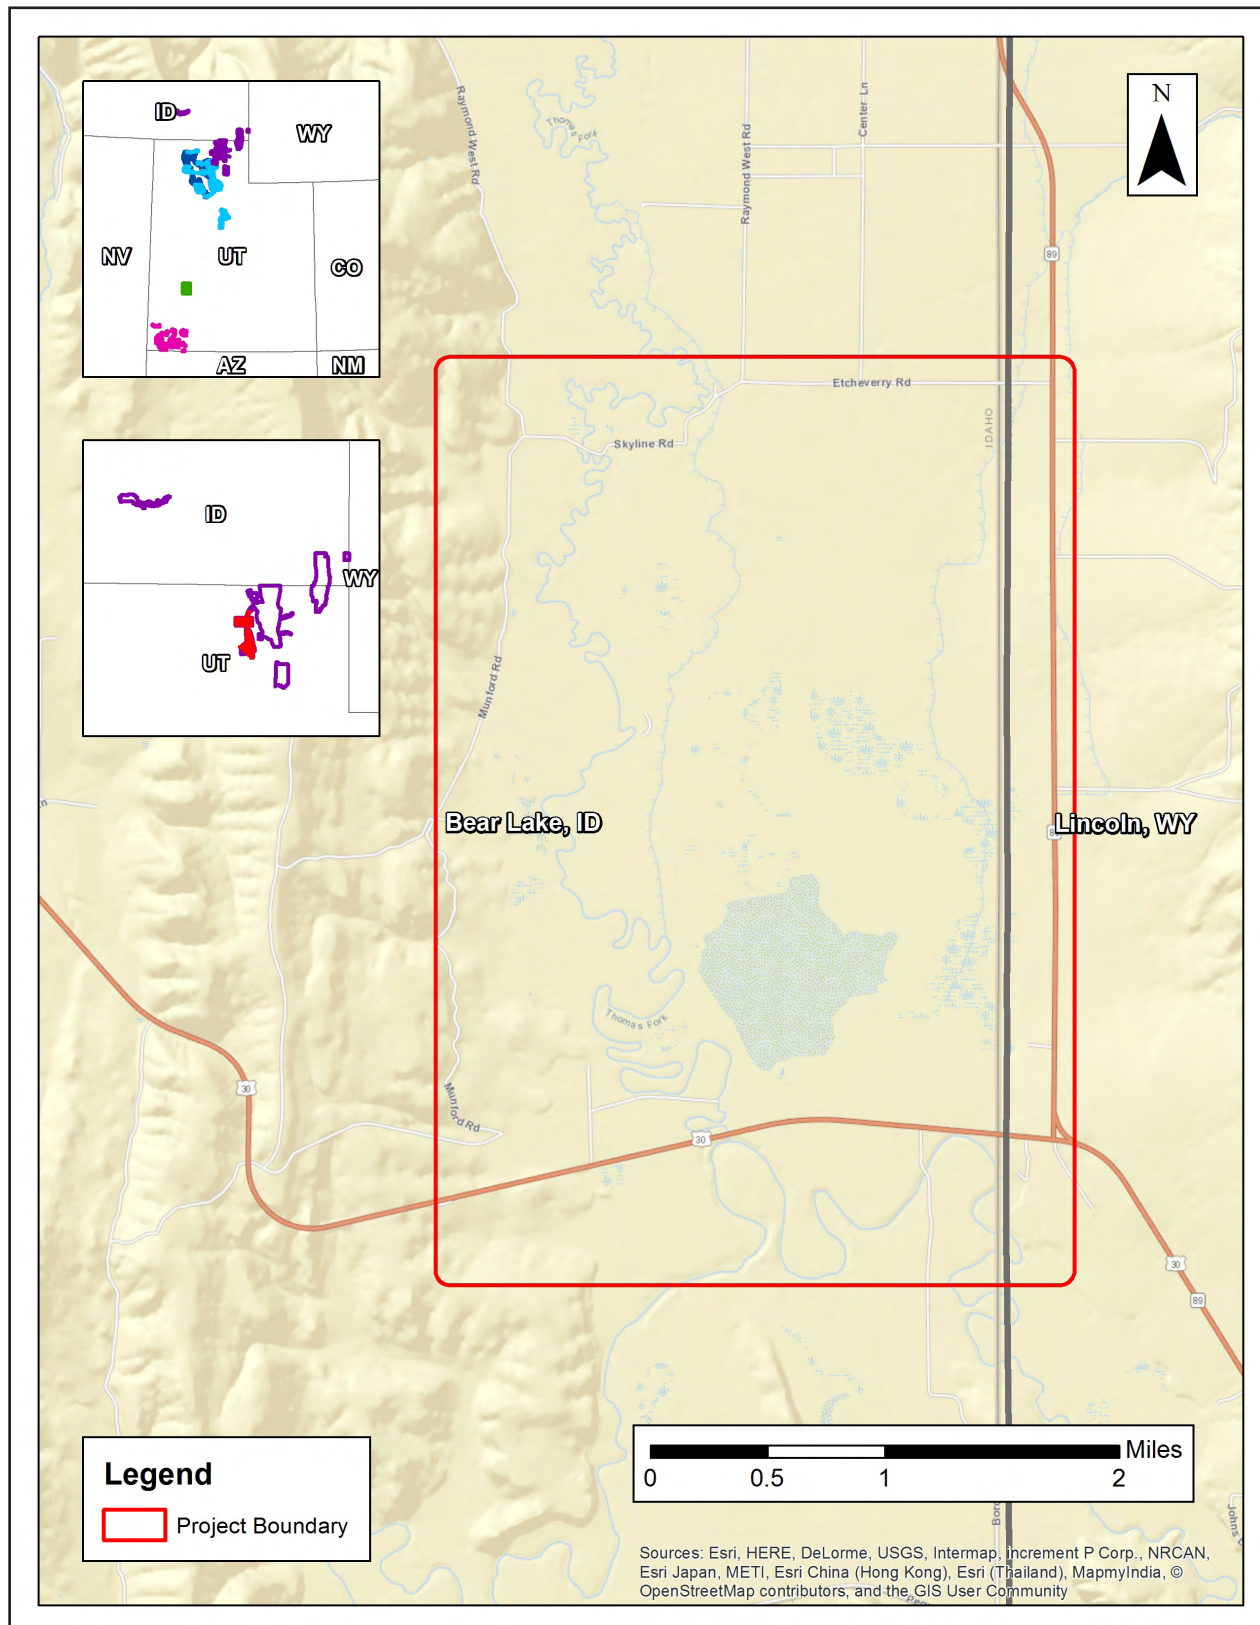 ID
WY
NV
UT
CO
AZ
NM
ID
WY
UT
N
Raymond West Rd
Thomas Fork
Raymond West Rd
Center Ln
89
Etcheverry Rd
Skyline Rd
IDAHO
Munford Rd
Bear Lake, ID
Lincoln, WY
Thomas Fork
30
Munford Rd
30
30
89
Legend
Project Boundary
Miles
0 0.5 1 2
Sources: Esri, HERE, DeLorme, USGS, Intermap, increment P Corp., NRCAN,
Esri Japan, METI, Esri China (Hong Kong), Esri (Thailand), MapmyIndia, ©
OpenStreetMap contributors, and the GIS User Community